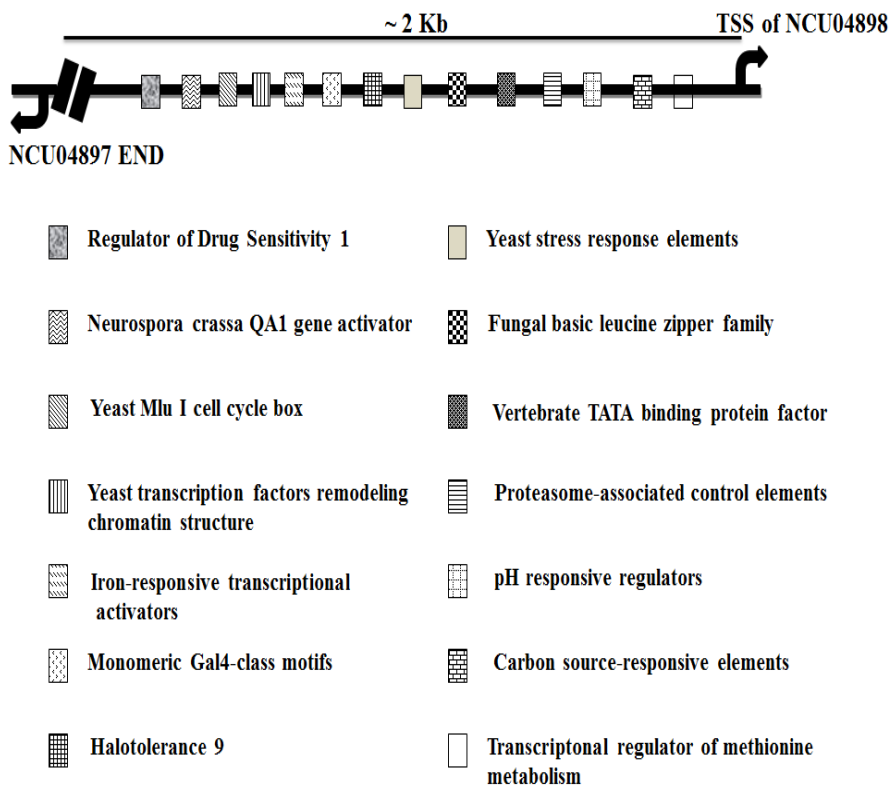 ~ 2 Kb
TSS of NCU04898
NCU04897 END
Regulator of Drug Sensitivity 1
Yeast stress response elements
Neurospora crassa QA1 gene activator
Fungal basic leucine zipper family
Yeast Mlu I cell cycle box
Vertebrate TATA binding protein factor
Yeast transcription factors remodeling
chromatin structure
Proteasome-associated control elements
Iron-responsive transcriptional
activators
pH responsive regulators
Monomeric Gal4-class motifs
Carbon source-responsive elements
Halotolerance 9
Transcriptonal regulator of methionine
metabolism